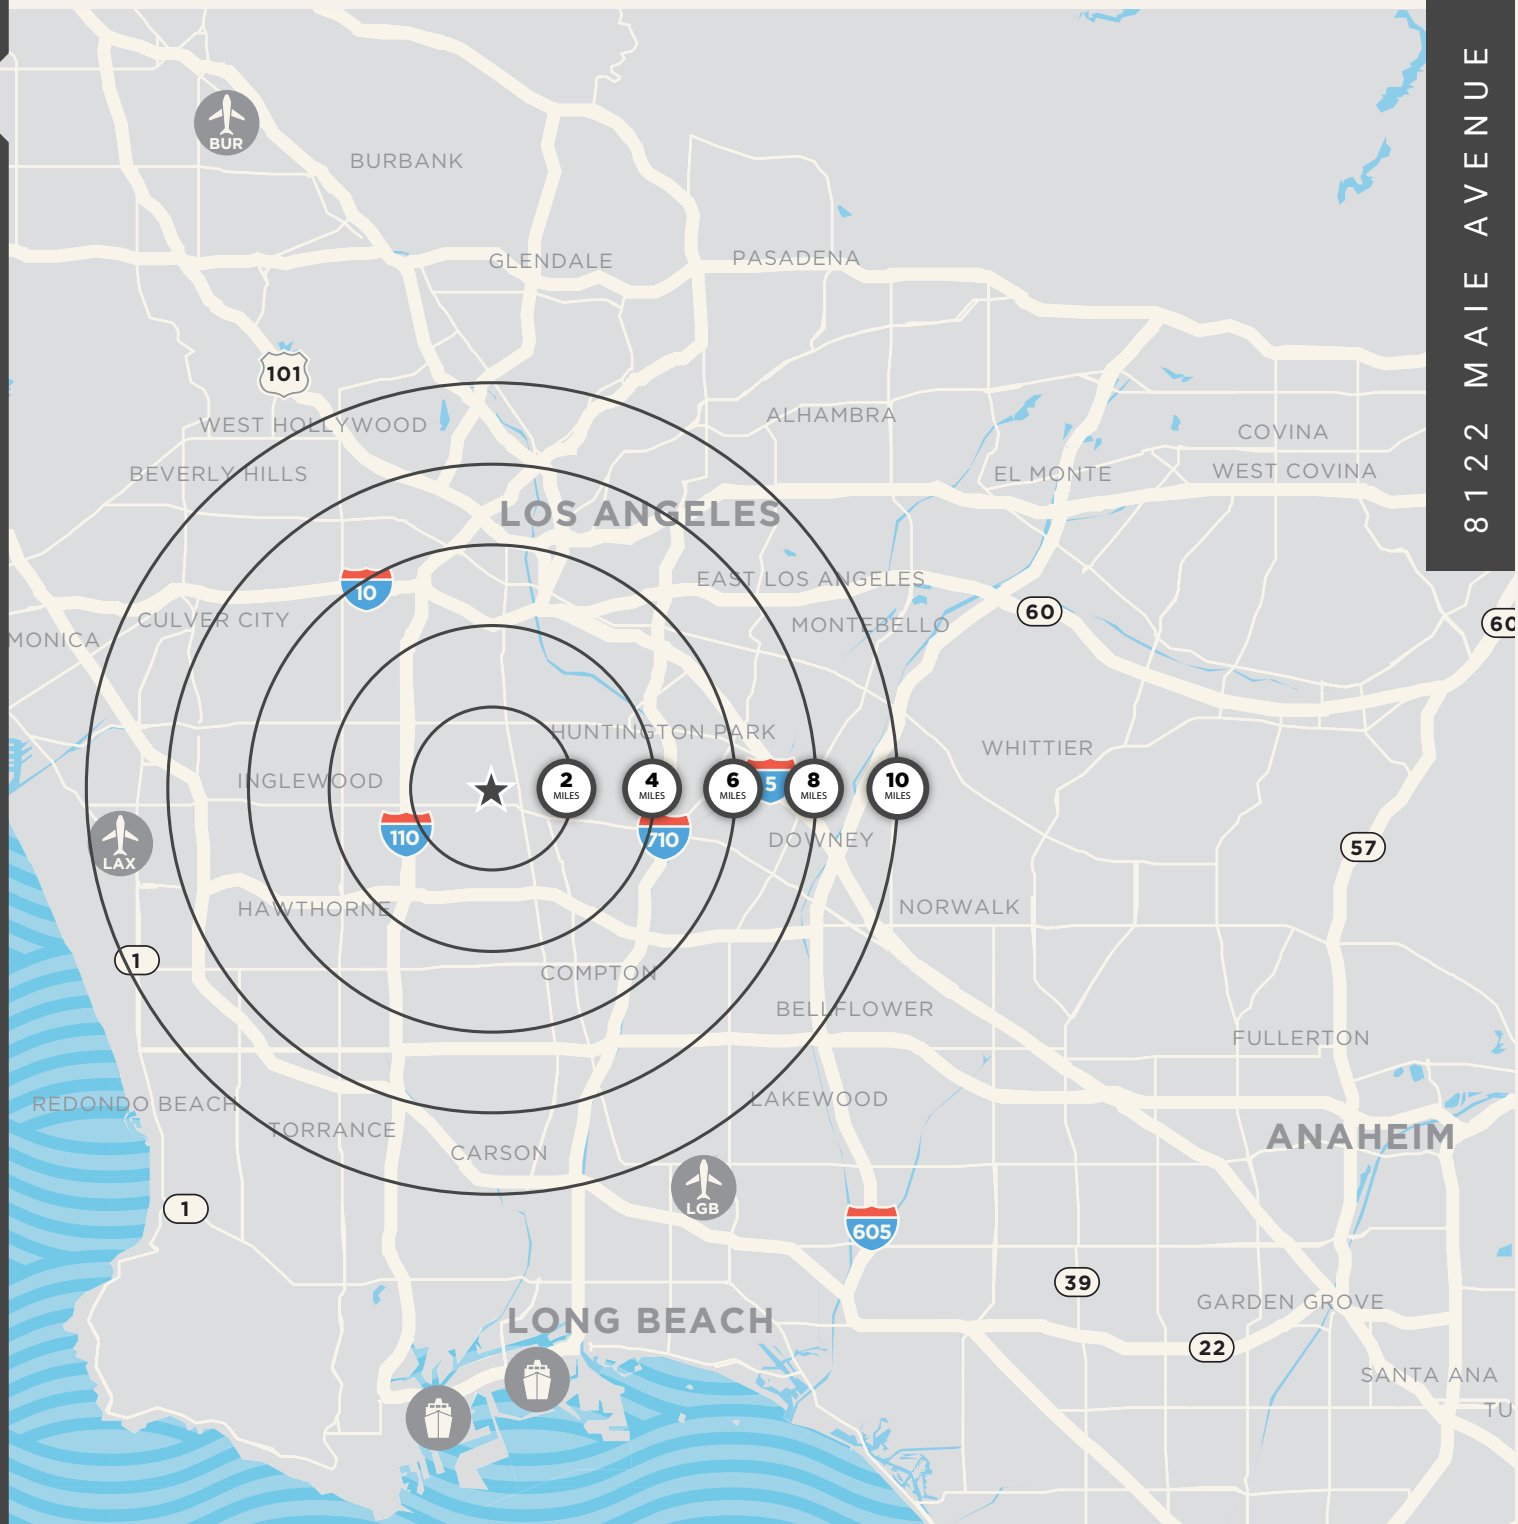 8122 MAIE AVENUE
BUR
BURBANK
GLENDALE
PASADENA
101
WEST HOLLYWOOD
ALHAMBRA
COVINA
BEVERLY HILLS
EL MONTE
WEST COVINA
LOS ANGELES
EAST LOS ANGELES
10
60
CULVER CITY
MONTEBELLO
60
MONICA
HUNTINGTON PARK
WHITTIER
INGLEWOOD
2
MILES
4
MILES
6
MILES
5
8
MILES
10
MILES
110
710
DOWNEY
LAX
57
HAWTHORNE
NORWALK
1
COMPTON
BELLFLOWER
FULLERTON
REDONDO BEACH
LAKEWOOD
TORRANCE
ANAHEIM
CARSON
LGB
1
605
39
GARDEN GROVE
LONG BEACH
22
SANTA ANA
TU